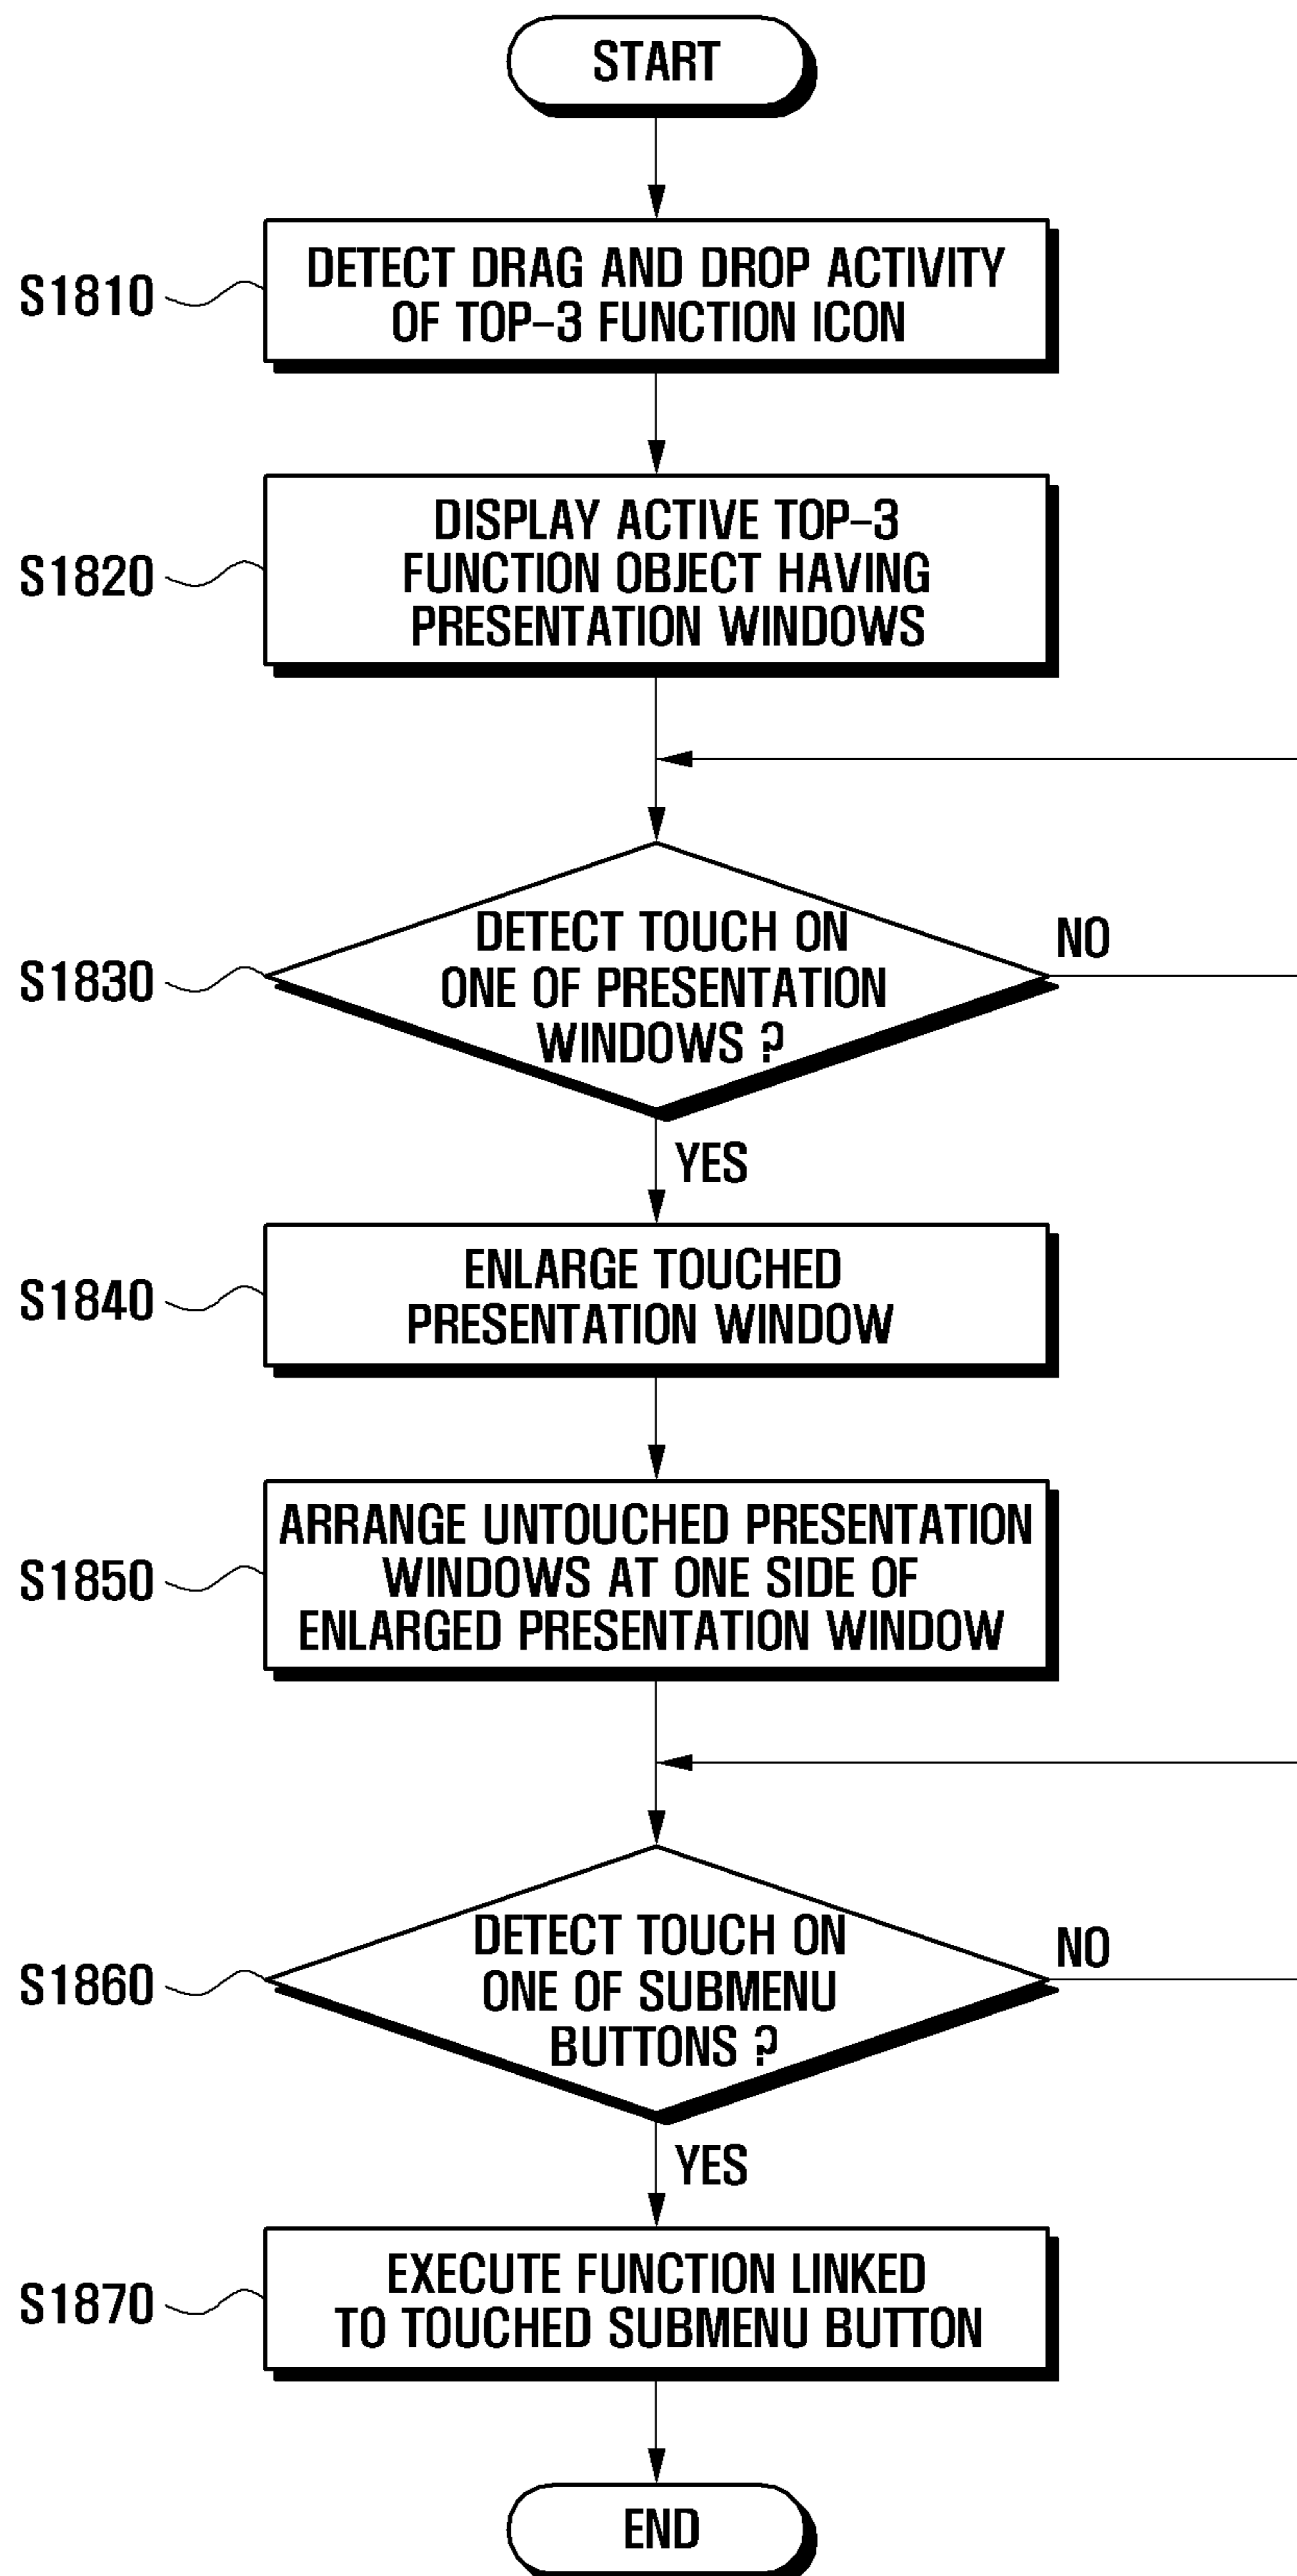 START
S1810
DETECT DRAG AND DROP ACTIVITY
OF TOP-3 FUNCTION ICON
S1820
DISPLAY ACTIVE TOP-3
FUNCTION OBJECT HAVING
PRESENTATION WINDOWS
S1830
DETECT TOUCH ON
ONE OF PRESENTATION
WINDOWS ?
NO
YES
S1840
ENLARGE TOUCHED
PRESENTATION WINDOW
S1850
ARRANGE UNTOUCHED PRESENTATION
WINDOWS AT ONE SIDE OF
ENLARGED PRESENTATION WINDOW
S1860
DETECT TOUCH ON
ONE OF SUBMENU
BUTTONS ?
NO
YES
S1870
EXECUTE FUNCTION LINKED
TO TOUCHED SUBMENU BUTTON
END